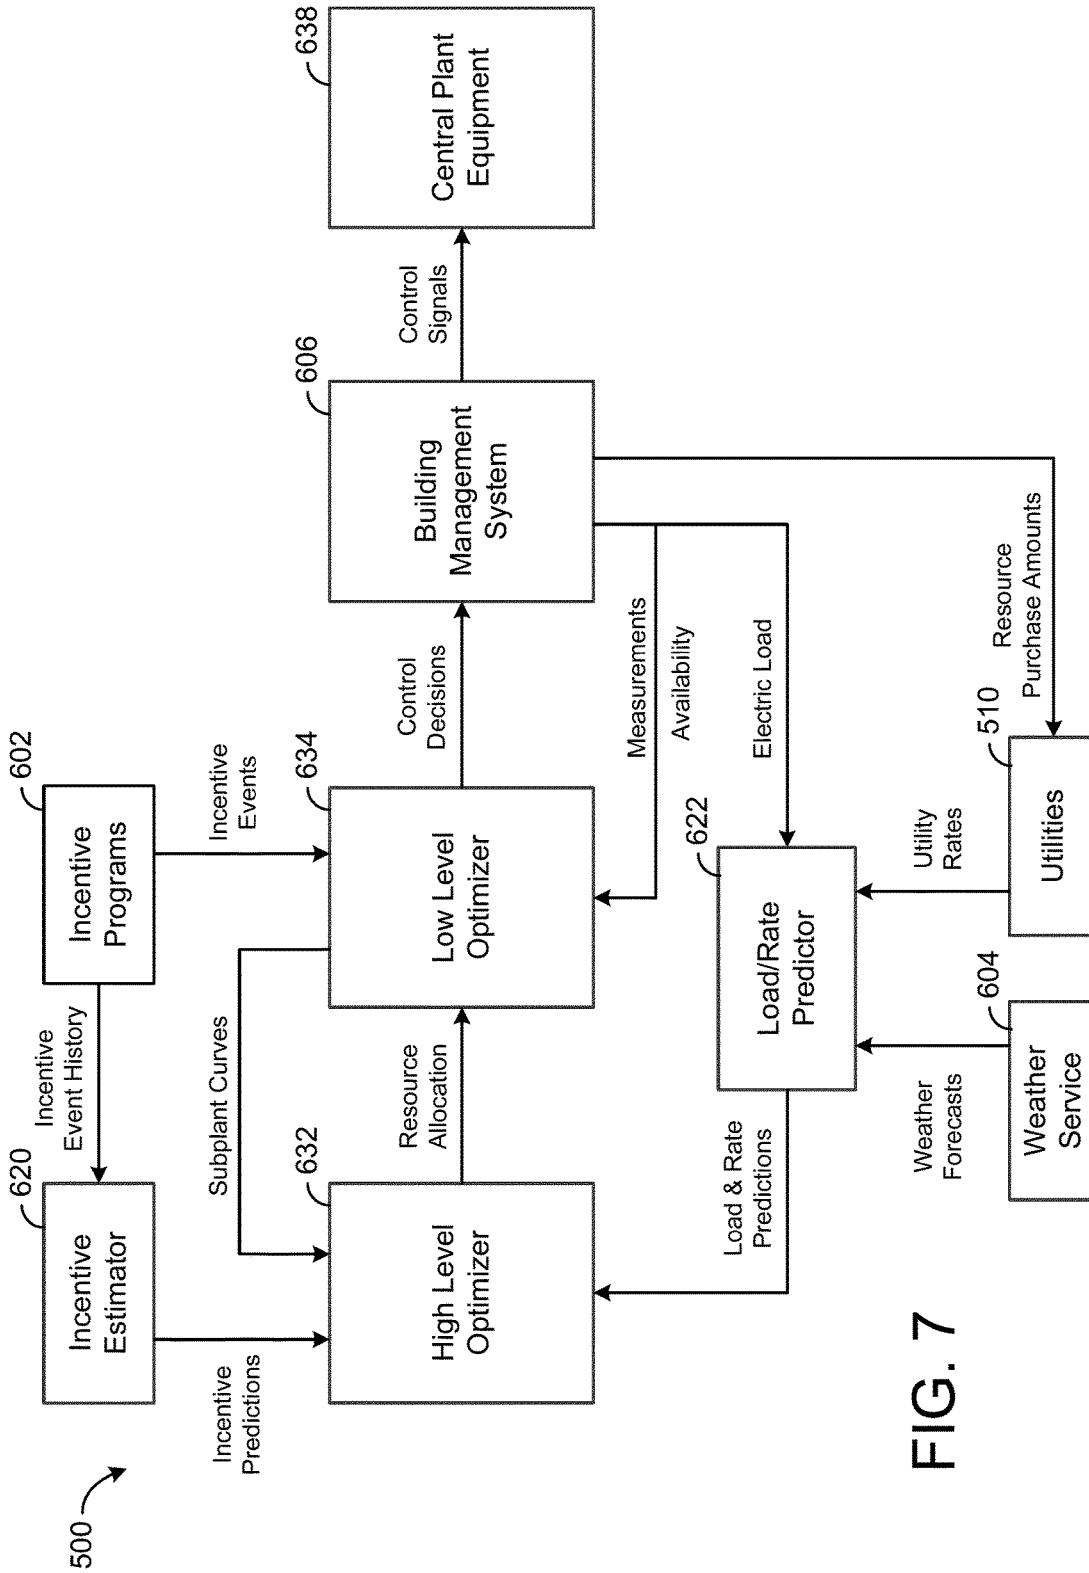 500
620
Incentive
Estimator
Incentive
Event History
602
Incentive
Programs
Incentive
Predictions
Subplant Curves
Incentive
Events
632
High Level
Optimizer
Resource
Allocation
634
Low Level
Optimizer
Control
Decisions
606
Building
Management
System
Control
Signals
638
Central Plant
Equipment
Load & Rate
Predictions
622
Load/Rate
Predictor
Measurements
Availability
Electric Load
Weather
Forecasts
Utility
Rates
Resource
Purchase Amounts
604
Weather
Service
510
Utilities
FIG. 7